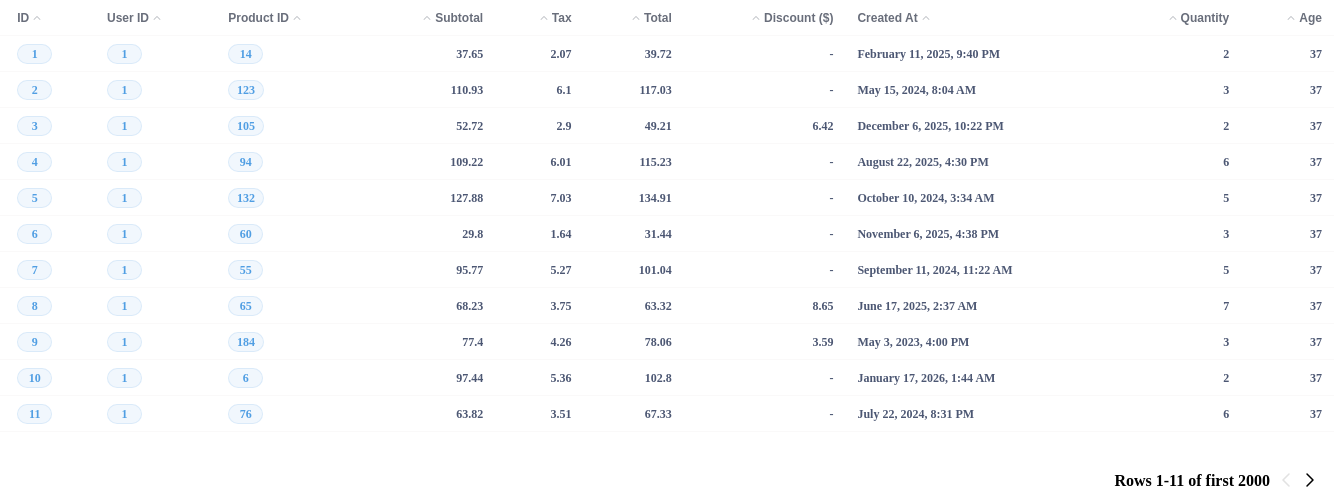 ID User ID Product ID Subtotal Tax Total Discount ($) Created At Quantity Age
1 1 14 37.65 2.07 39.72 - February 11, 2025, 9:40 PM 2 37
2 1 123 110.93 6.1 117.03 - May 15, 2024, 8:04 AM 3 37
3 1 105 52.72 2.9 49.21 6.42 December 6, 2025, 10:22 PM 2 37
4 1 94 109.22 6.01 115.23 - August 22, 2025, 4:30 PM 6 37
5 1 132 127.88 7.03 134.91 - October 10, 2024, 3:34 AM 5 37
6 1 60 29.8 1.64 31.44 - November 6, 2025, 4:38 PM 3 37
7 1 55 95.77 5.27 101.04 - September 11, 2024, 11:22 AM 5 37
8 1 65 68.23 3.75 63.32 8.65 June 17, 2025, 2:37 AM 7 37
9 1 184 77.4 4.26 78.06 3.59 May 3, 2023, 4:00 PM 3 37
10 1 6 97.44 5.36 102.8 - January 17, 2026, 1:44 AM 2 37
11 1 76 63.82 3.51 67.33 - July 22, 2024, 8:31 PM 6 37
Rows 1-11 of first 2000